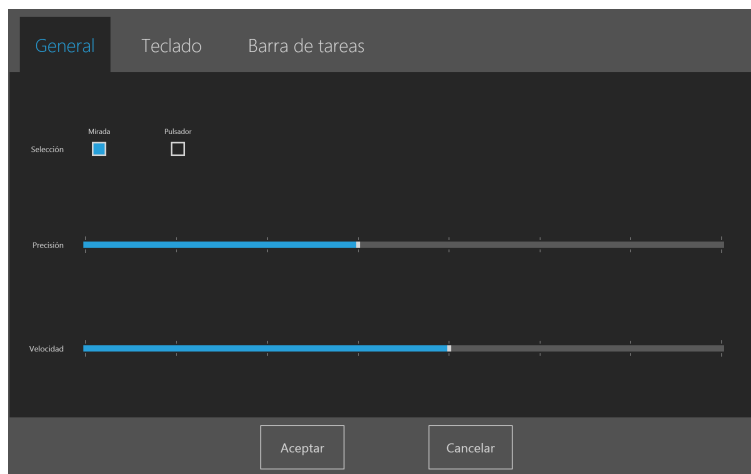 General Teclado Barra de tareas
Mirada Pulsador
Selección
Precisión
Velocidad
Aceptar Cancelar